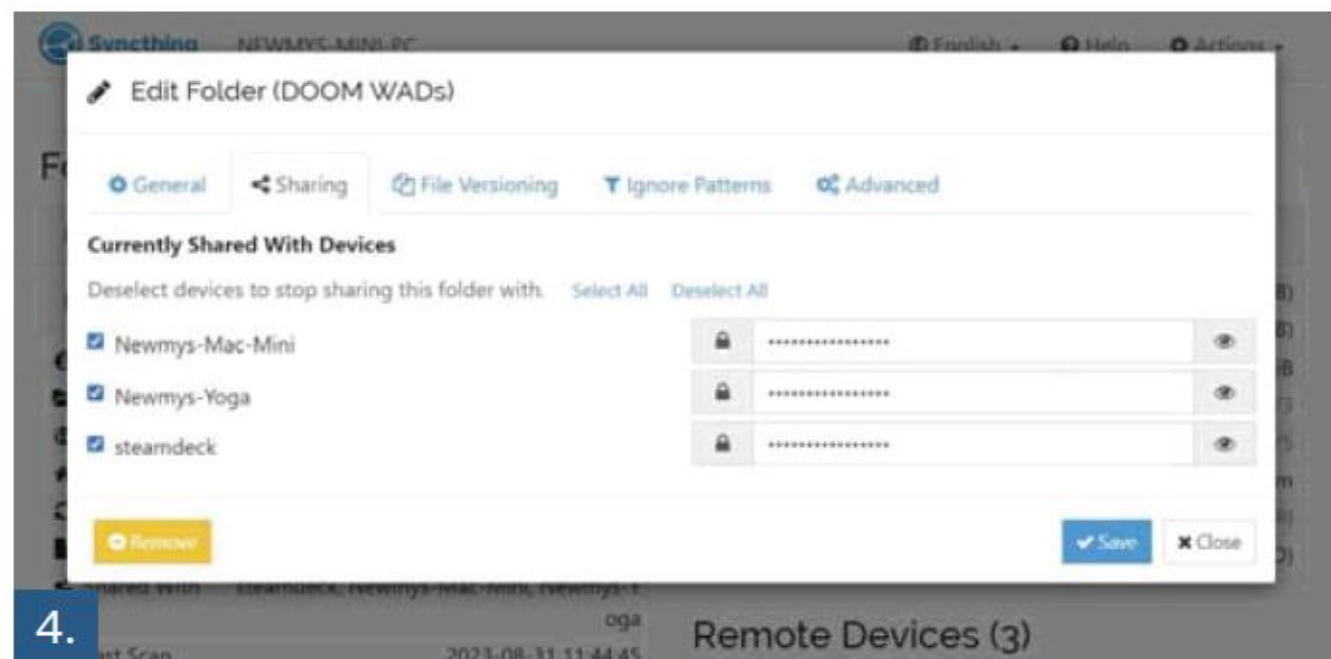 Syncthing NEWMYS-MINI-PC English Help Actions
Edit Folder (DOOM WADs)
General Sharing File Versioning Ignore Patterns Advanced
Currently Shared With Devices
Deselect devices to stop sharing this folder with. Select All Deselect All
Newmys-Mac-Mini ••••••••••••••••
Newmys-Yoga ••••••••••••••••
steamdeck ••••••••••••••••
Remove Save Close
Shared With steamdeck, Newmys-Mac-Mini, Newmys-Y
oga
4. Remote Devices (3)
Last Scan 2023-08-31 11:44:45